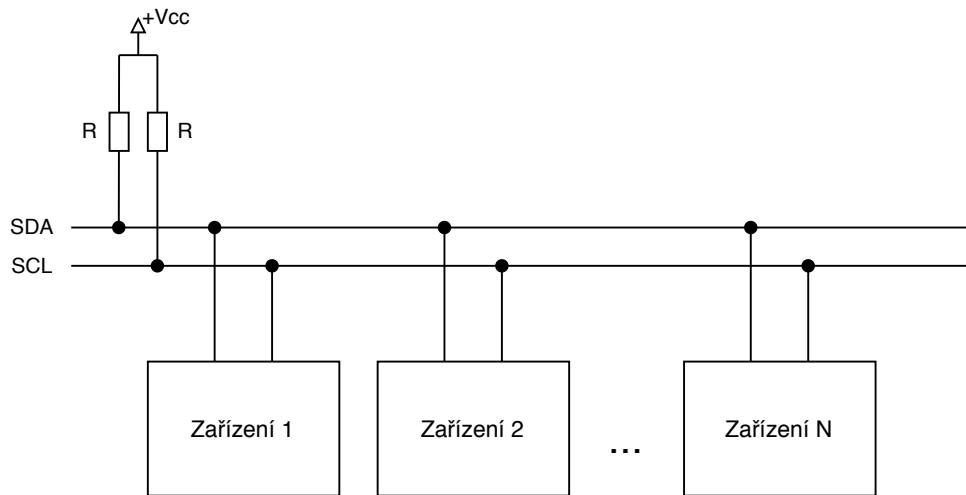 +Vcc
R R
SDA
SCL
Zařízení 1 Zařízení 2 ... Zařízení N